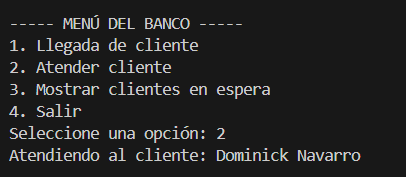 ----- MENÚ DEL BANCO -----
1. Llegada de cliente
2. Atender cliente
3. Mostrar clientes en espera
4. Salir
Seleccione una opción: 2
Atendiendo al cliente: Dominick Navarro